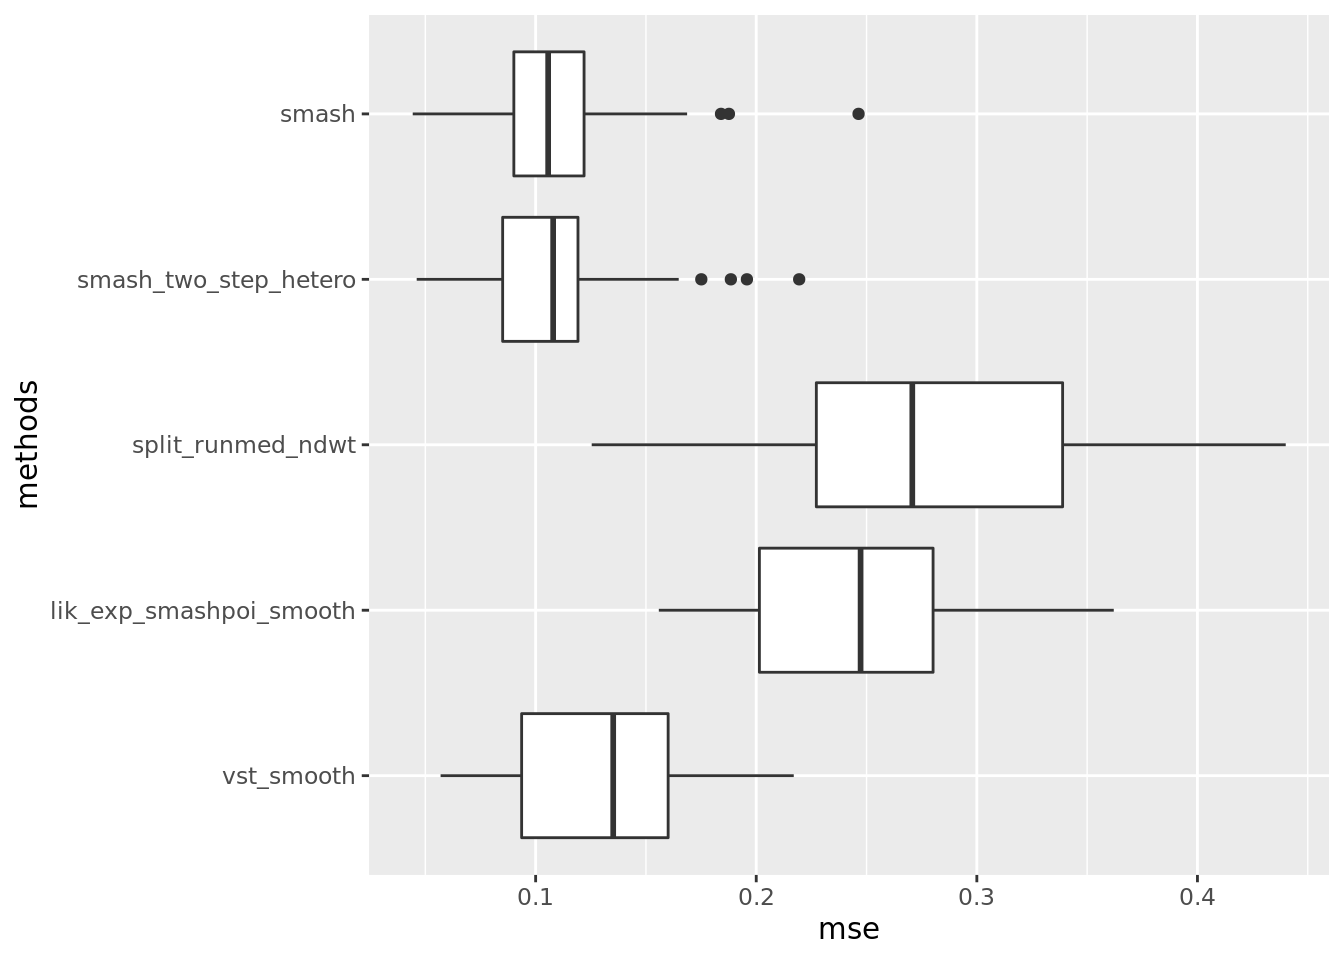 smash
smash_two_step_hetero
split_runmed_ndwt
lik_exp_smashpoi_smooth
vst_smooth
methods
0.1 0.2 0.3 0.4
mse